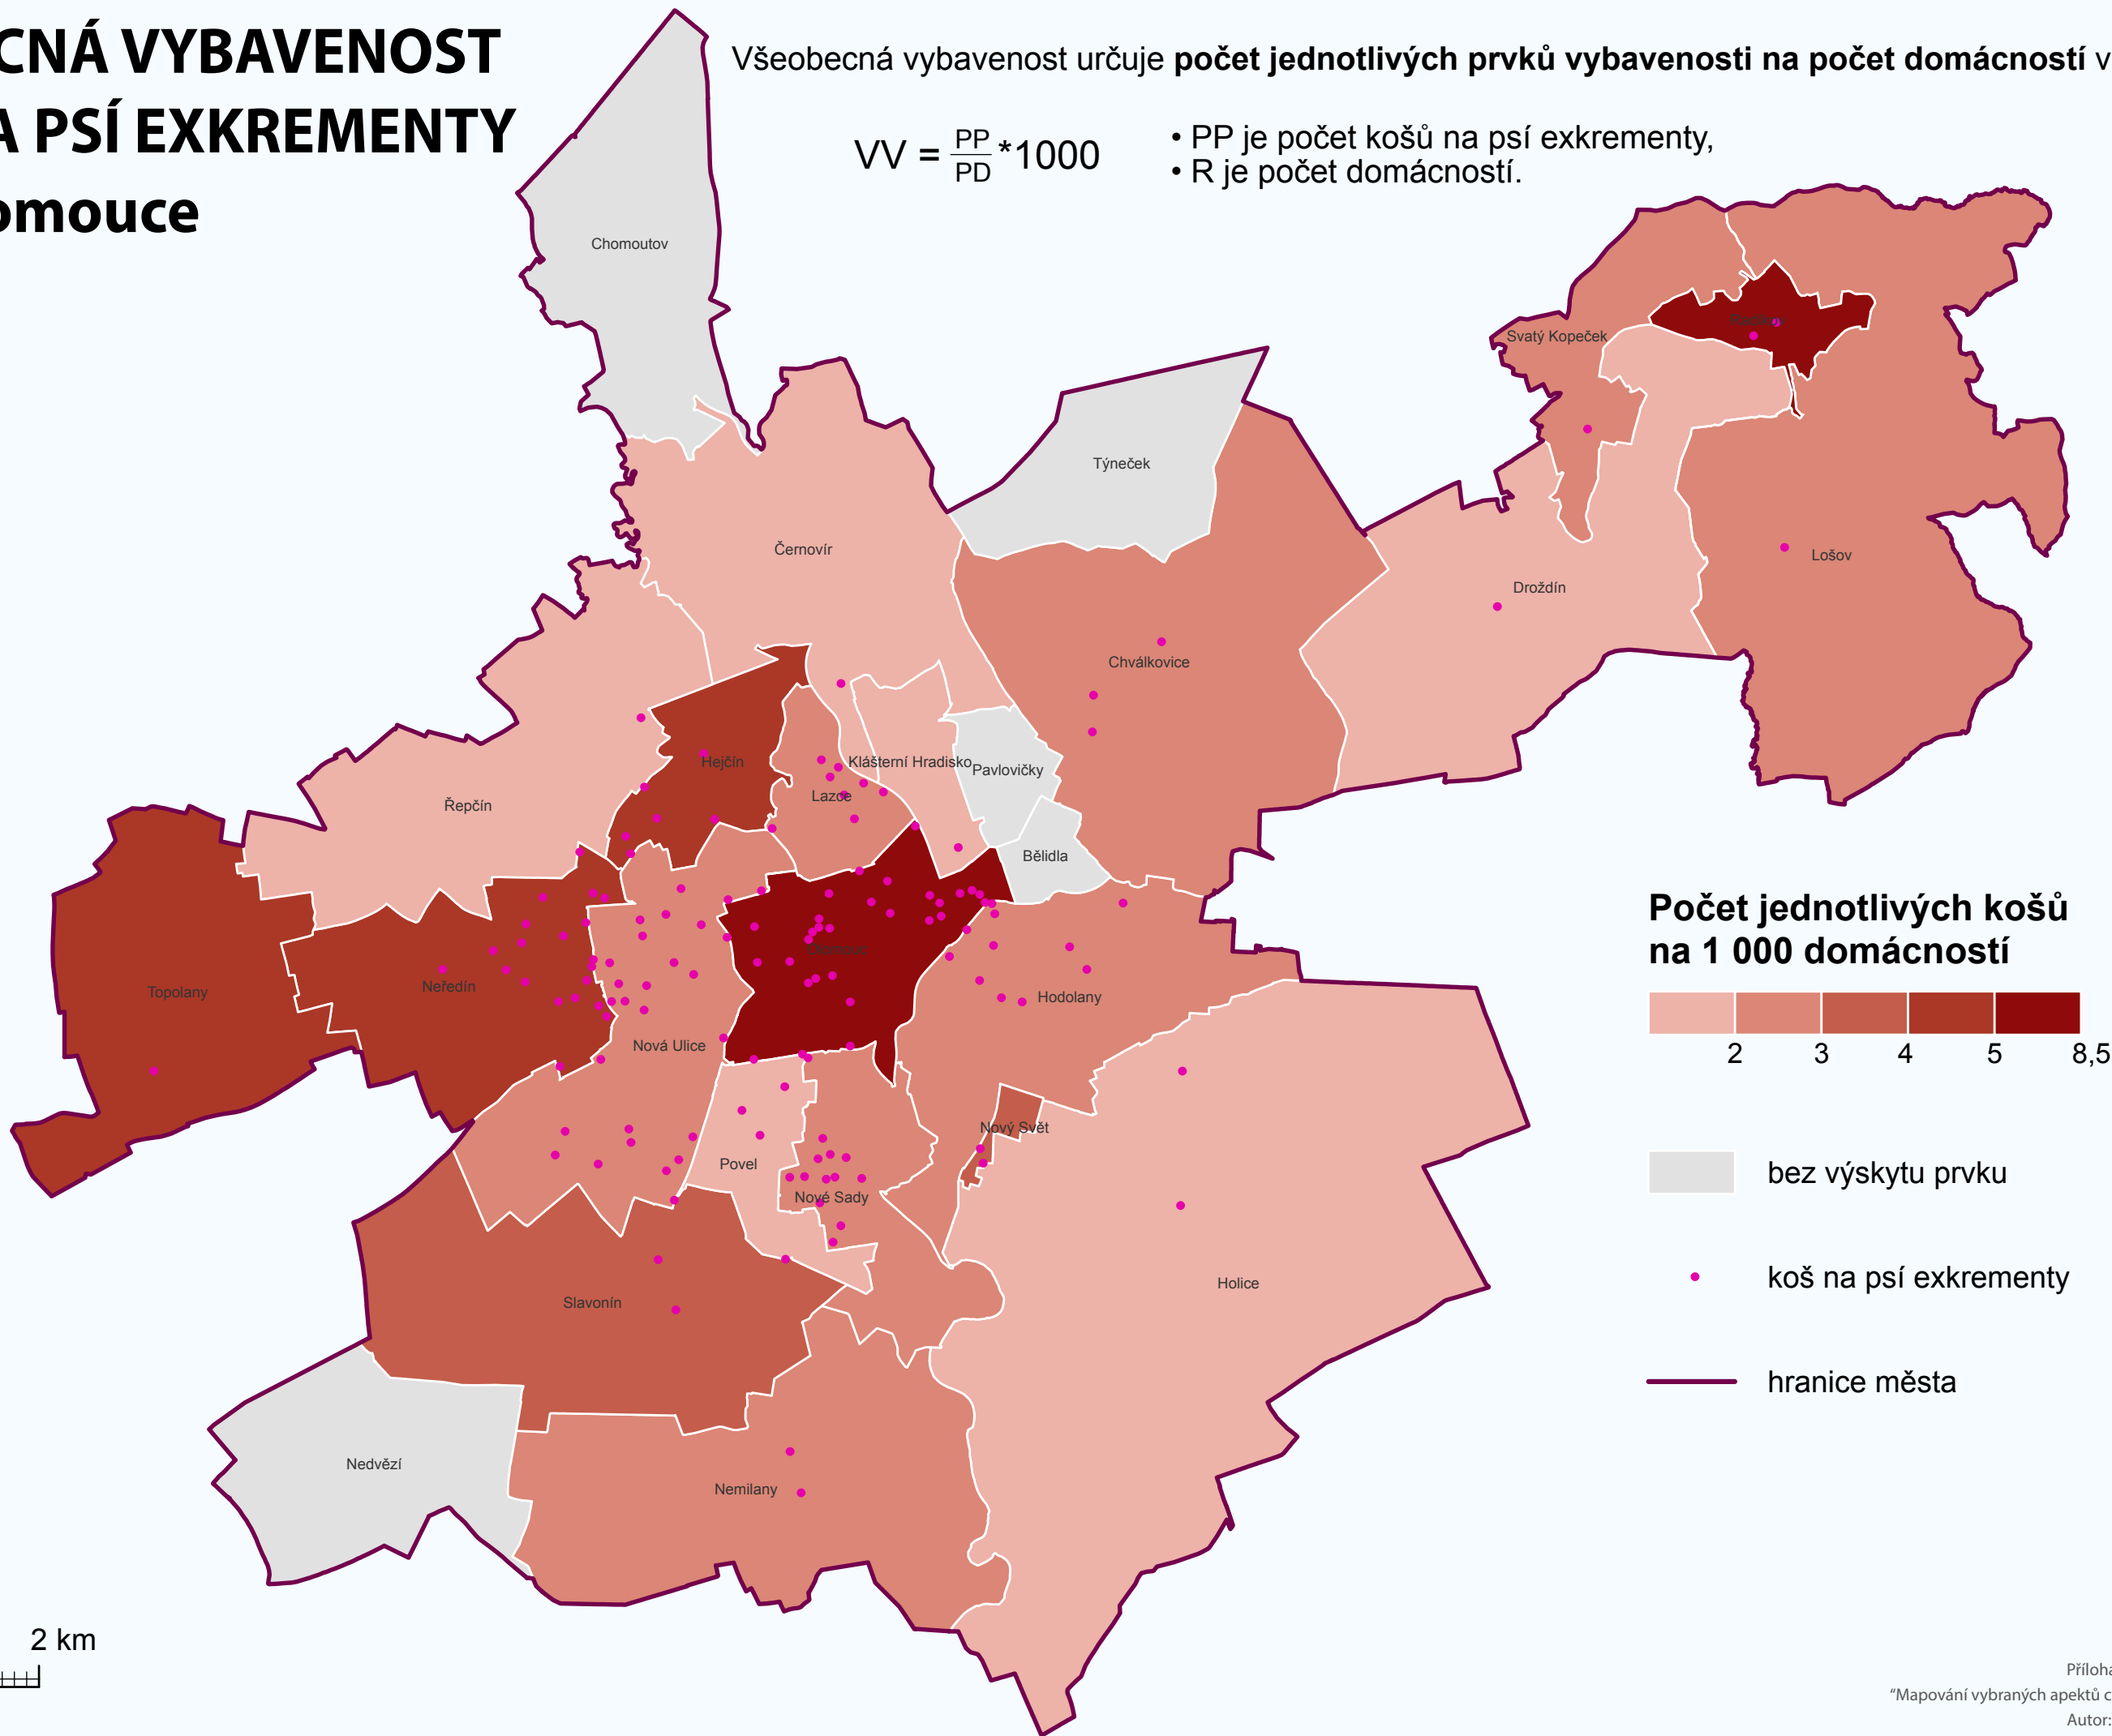 CNÁ VYBAVENOST
A PSÍ EXKREMENTY
omouce
Všeobecná vybavenost určuje počet jednotlivých prvků vybavenosti na počet domácností v
VV = PP/PD *1000
• PP je počet košů na psí exkrementy,
• R je počet domácností.
Chomoutov
Svatý Kopeček
Radíkov
Týneček
Černovír
Lošov
Droždín
Chválkovice
Hejčín
Klášterní Hradisko
Pavlovičky
Lazce
Řepčín
Bělidla
Olomouc
Neředín
Topolany
Hodolany
Nová Ulice
Nový Svět
Povel
Nové Sady
Holice
Slavonín
Nedvězí
Nemilany
Počet jednotlivých košů
na 1 000 domácností
2 3 4 5 8,5
bez výskytu prvku
koš na psí exkrementy
hranice města
2 km
Příloha
“Mapování vybraných apektů c
Autor: